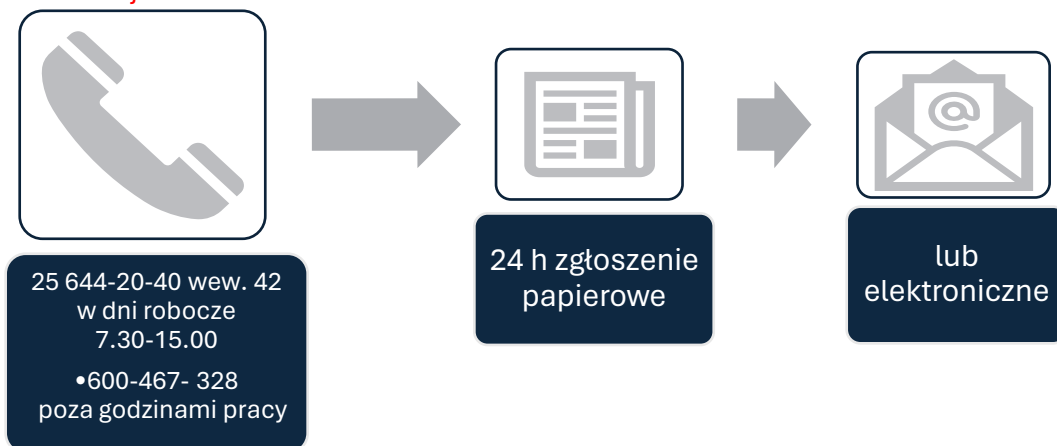 25 644-20-40 wew. 42
w dni robocze
7.30-15.00
•600-467- 328
poza godzinami pracy
24 h zgłoszenie
papierowe
@
lub
elektroniczne